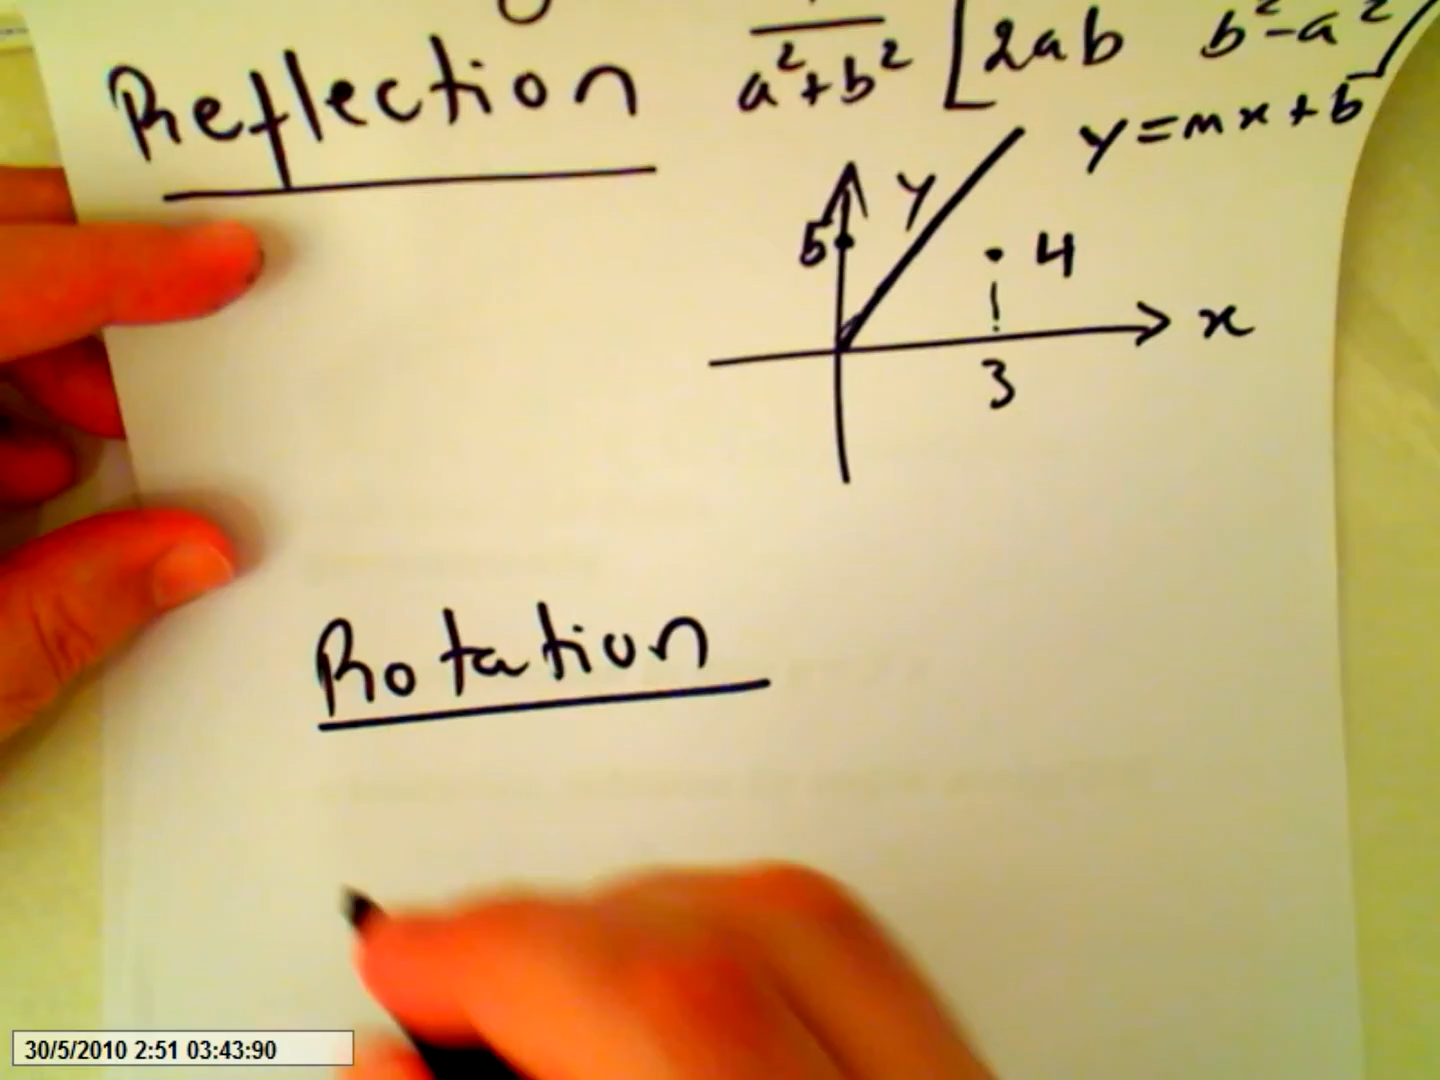 a²+b² [2ab b²-a²]
Reflection
y=mx+b
y
b
4
x
3
Rotation
30/5/2010 2:51 03:43:90